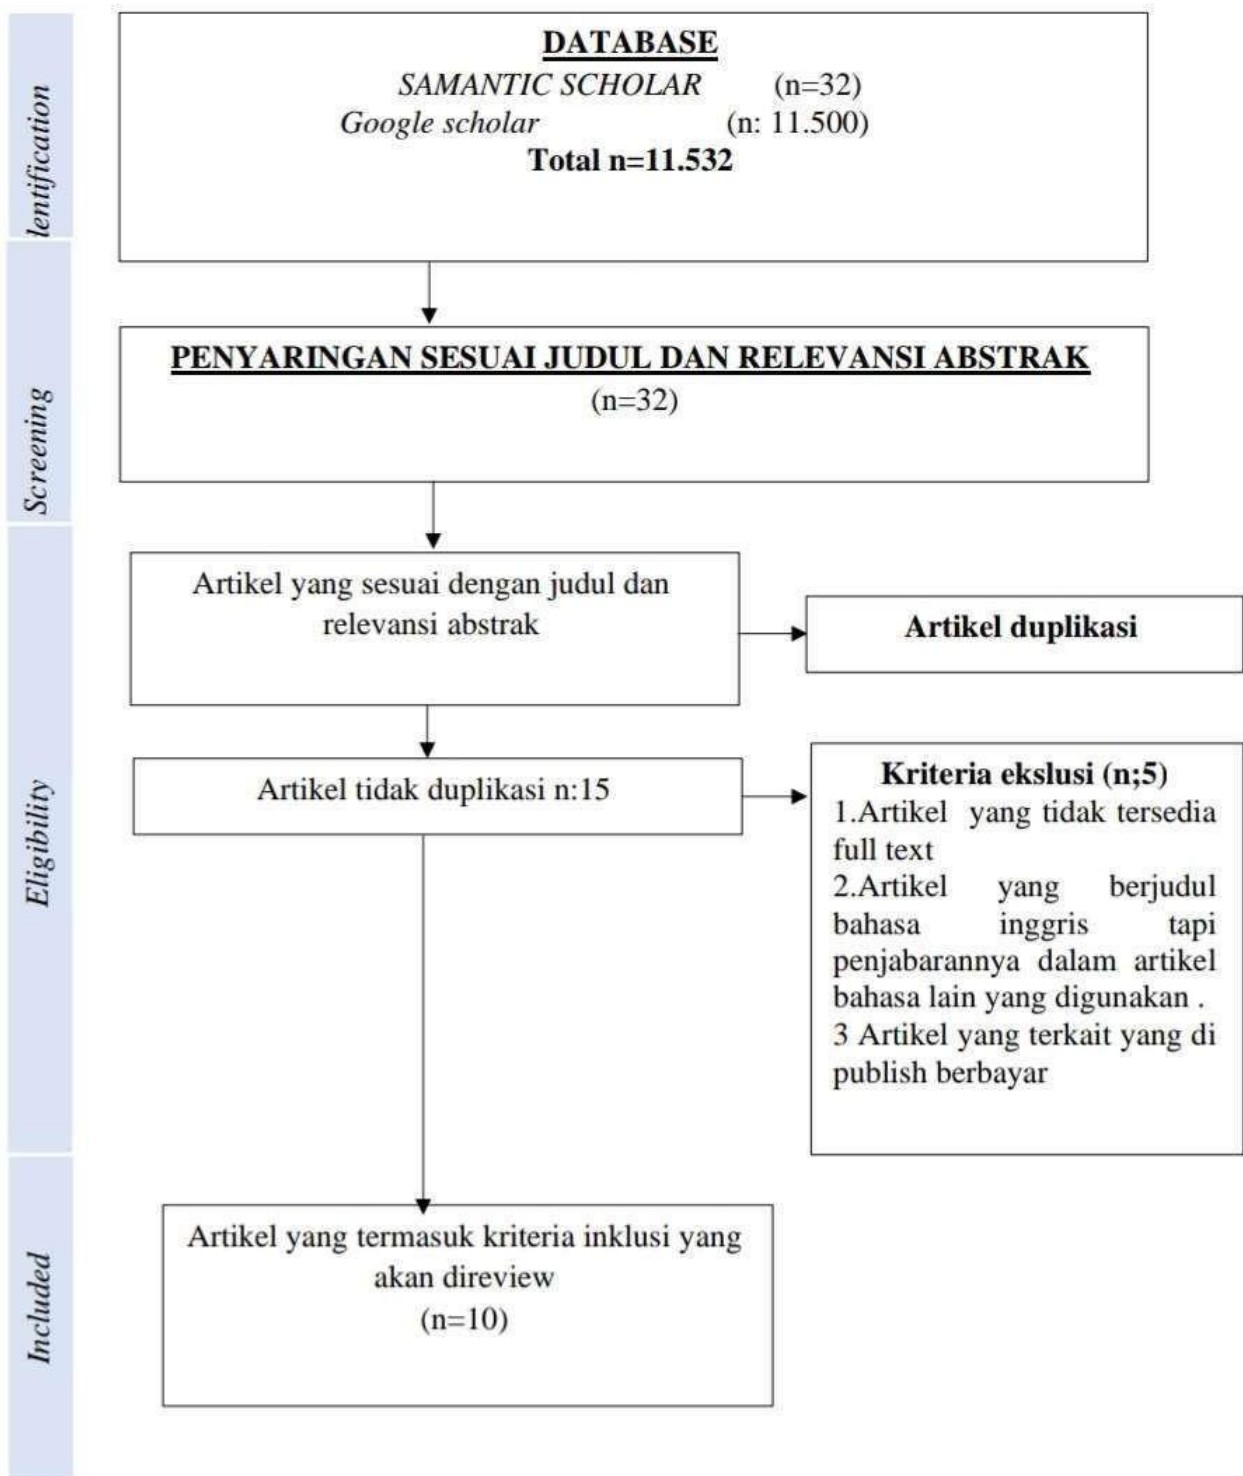 Identification
DATABASE
SAMANTIC SCHOLAR (n=32)
Google scholar (n: 11.500)
Total n=11.532
Screening
PENYARINGAN SESUAI JUDUL DAN RELEVANSI ABSTRAK
(n=32)
Eligibility
Artikel yang sesuai dengan judul dan
relevansi abstrak
Artikel duplikasi
Artikel tidak duplikasi n:15
Kriteria ekslusi (n;5)
1.Artikel yang tidak tersedia
full text
2.Artikel yang berjudul
bahasa inggris tapi
penjabarannya dalam artikel
bahasa lain yang digunakan .
3 Artikel yang terkait yang di
publish berbayar
Included
Artikel yang termasuk kriteria inklusi yang
akan direview
(n=10)